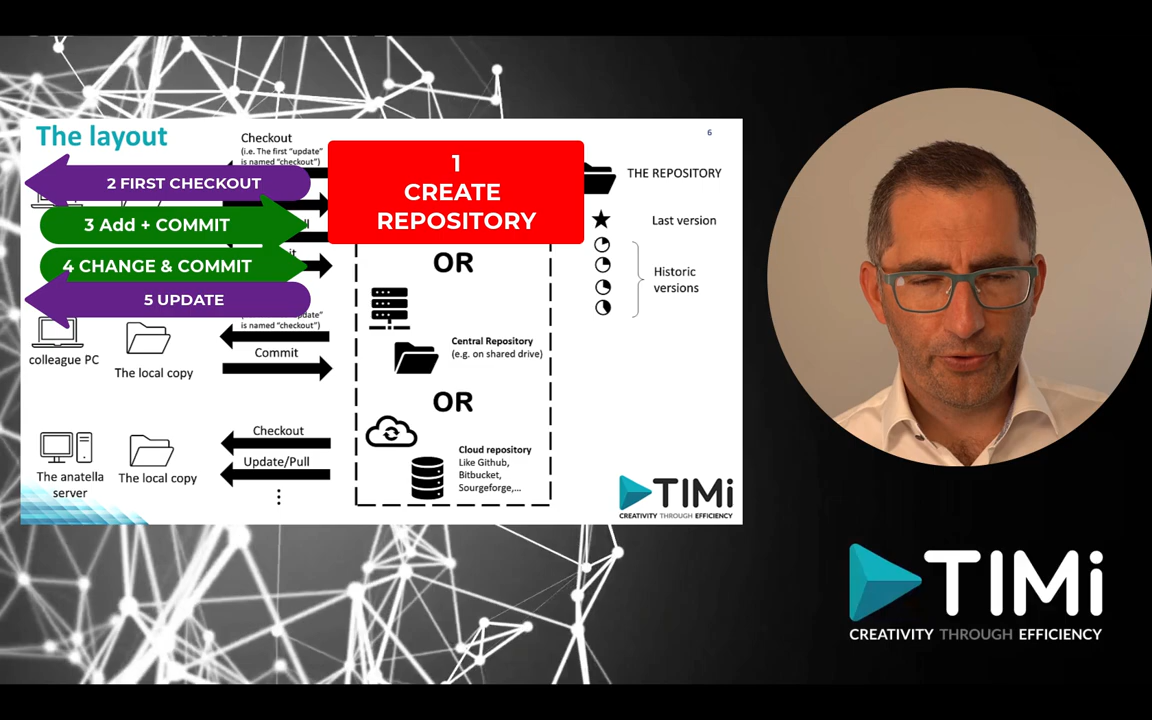 The layout
6
Checkout
(i.e. The first “update”
is named “checkout”)
1
CREATE
REPOSITORY
2 FIRST CHECKOUT
3 Add + COMMIT
4 CHANGE & COMMIT
5 UPDATE
THE REPOSITORY
Last version
Historic
versions
OR
is named “checkout”)
colleague PC
The local copy
Commit
Central Repository
(e.g. on shared drive)
OR
Checkout
Update/Pull
The anatella
server
The local copy
Cloud repository
Like Github,
Bitbucket,
Sourgeforge,...
TIMi
CREATIVITY THROUGH EFFICIENCY
TIMi
CREATIVITY THROUGH EFFICIENCY